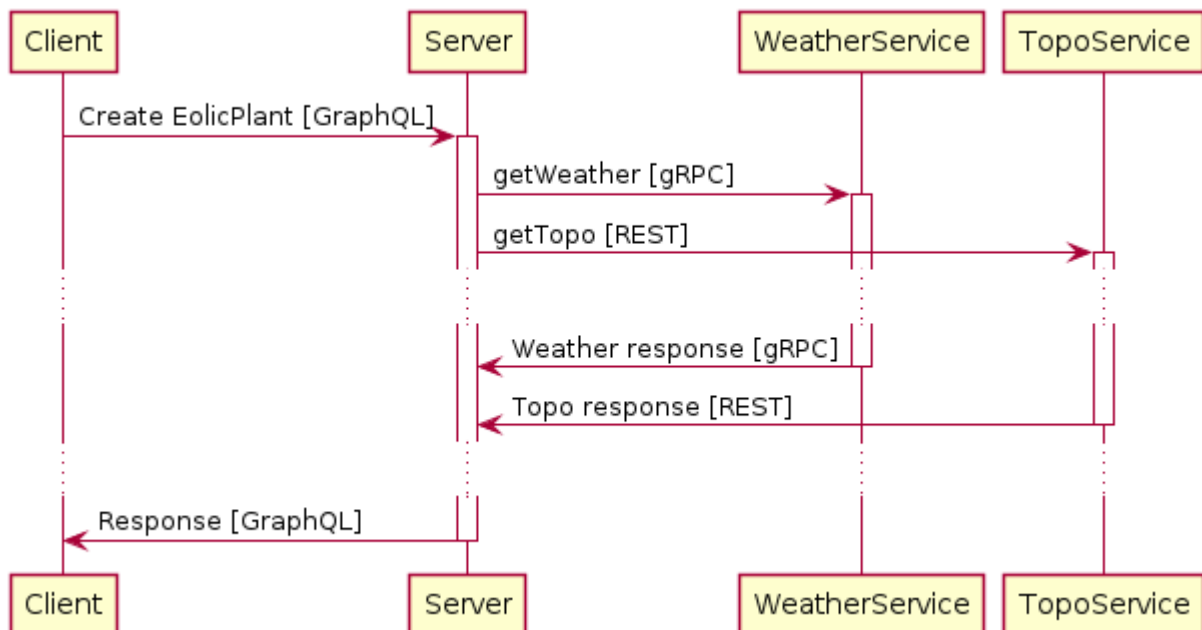 Client
Server
WeatherService
TopoService
Create EolicPlant [GraphQL]
getWeather [gRPC]
getTopo [REST]
Weather response [gRPC]
Topo response [REST]
Response [GraphQL]
Client
Server
WeatherService
TopoService